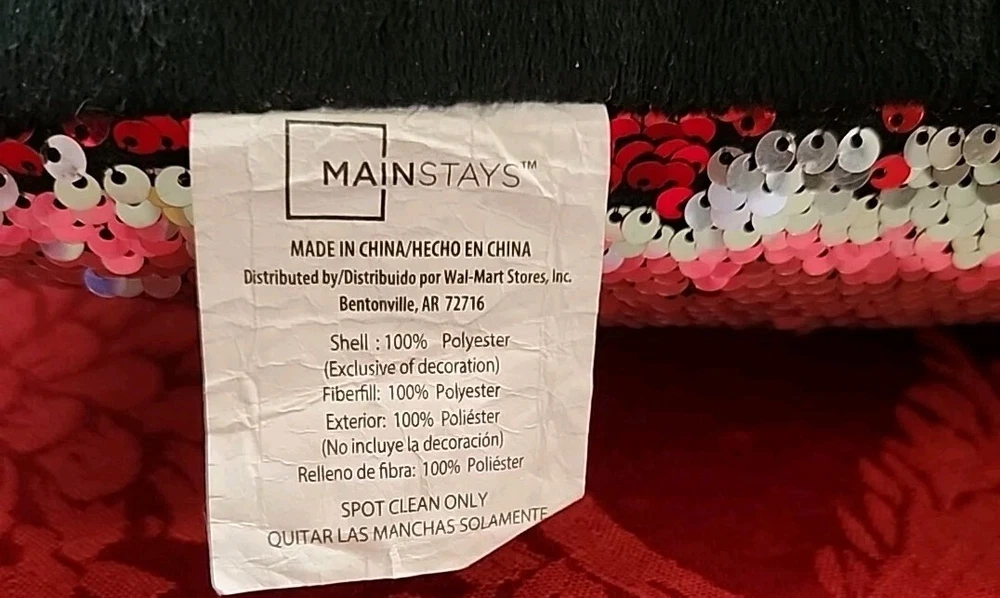 MAINSTAYS™
MADE IN CHINA/HECHO EN CHINA
Distributed by/Distribuido por Wal-Mart Stores, Inc.
Bentonville, AR 72716
Shell : 100% Polyester
(Exclusive of decoration)
Fiberfill: 100% Polyester
Exterior: 100% Poliéster
(No incluye la decoración)
Relleno de fibra: 100% Poliéster
SPOT CLEAN ONLY
QUITAR LAS MANCHAS SOLAMENTE